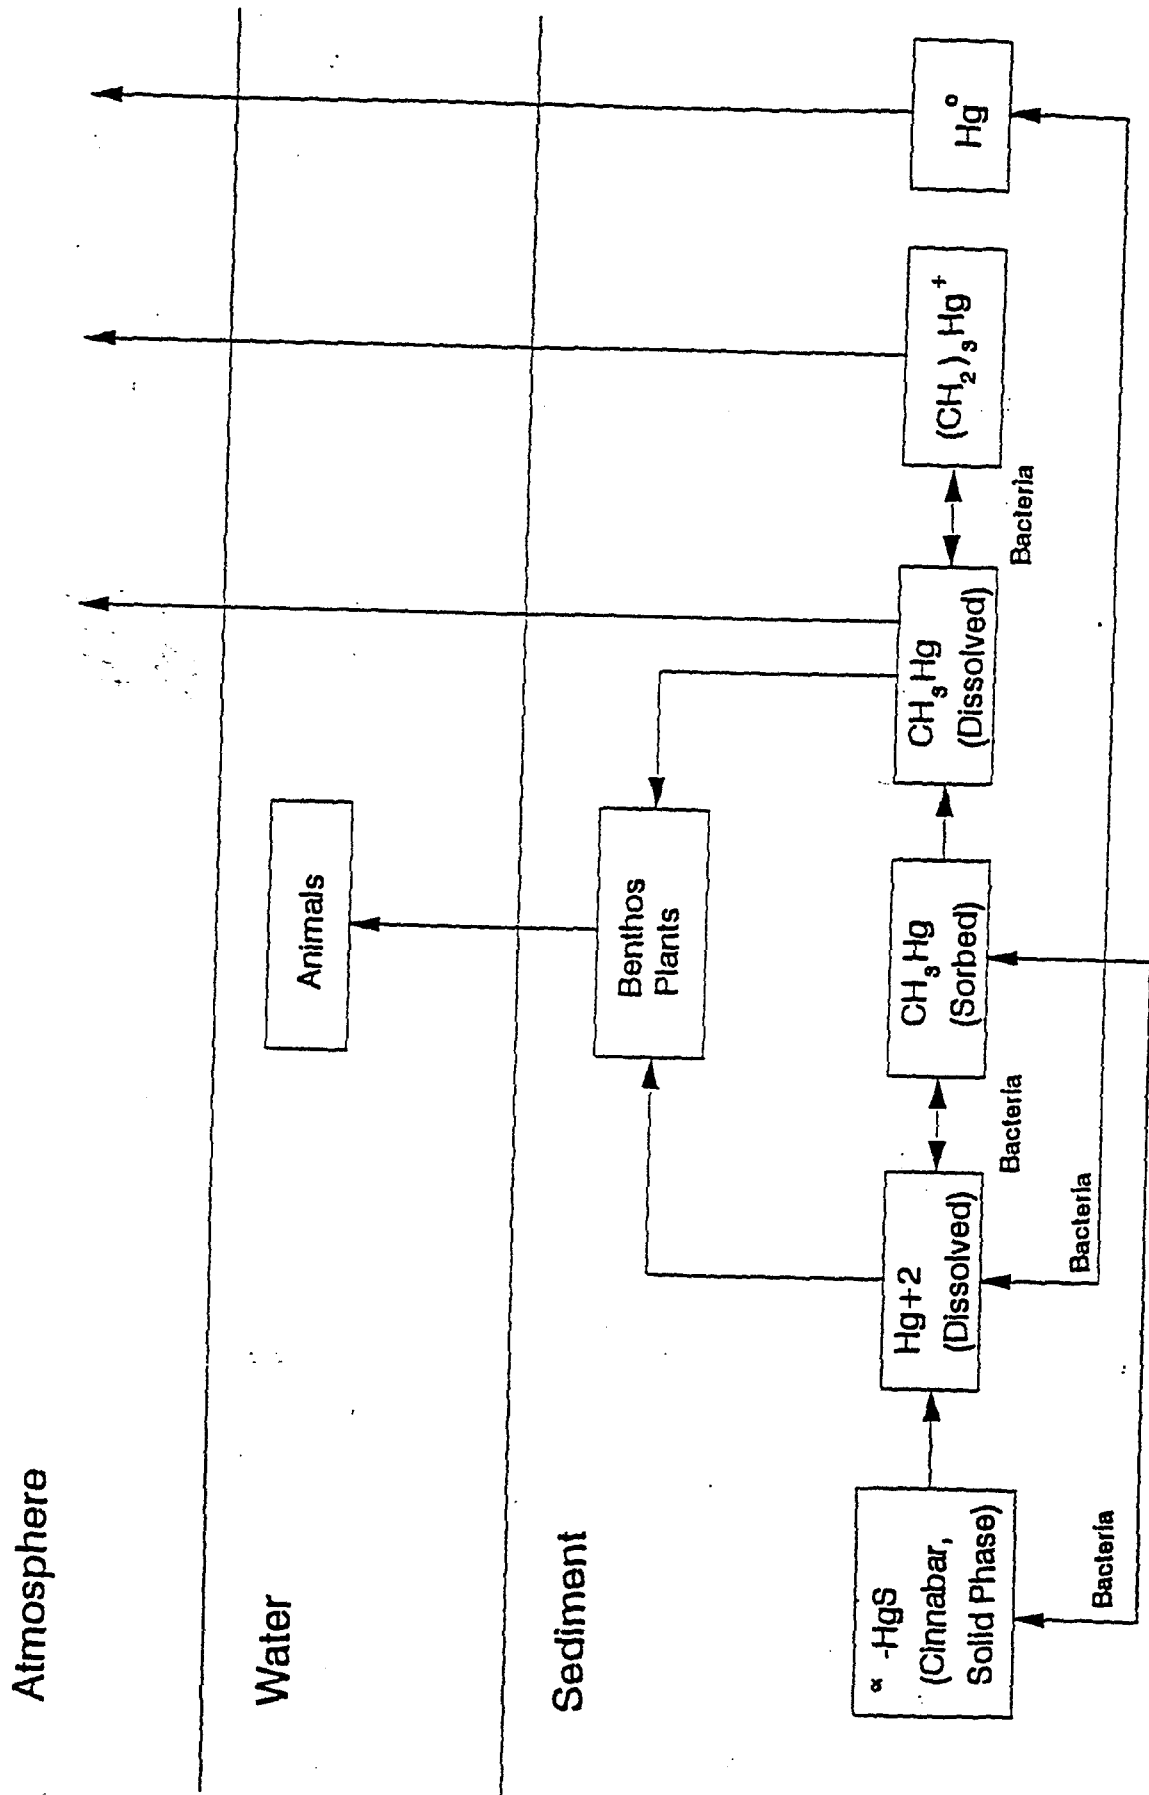 Atmosphere
Water
Animals
Sediment
Benthos
Plants
α -HgS
(Cinnabar,
Solid Phase)
Hg+2
(Dissolved)
CH₃Hg
(Sorbed)
CH₃Hg
(Dissolved)
(CH₂)₃Hg⁺
Hg⁰
Bacteria
Bacteria
Bacteria
Bacteria